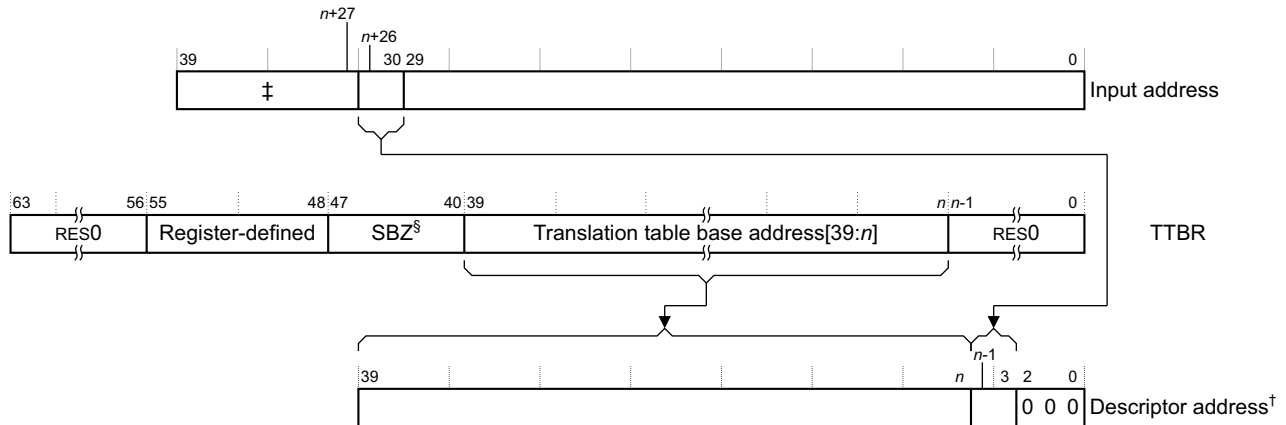 n+27
n+26
39 30 29 0
‡ Input address
63 56 55 48 47 40 39 n n-1 0
RES0 Register-defined SBZ§ Translation table base address[39:n] RES0 TTBR
n-1
39 n 3 2 0
0 0 0 Descriptor address†